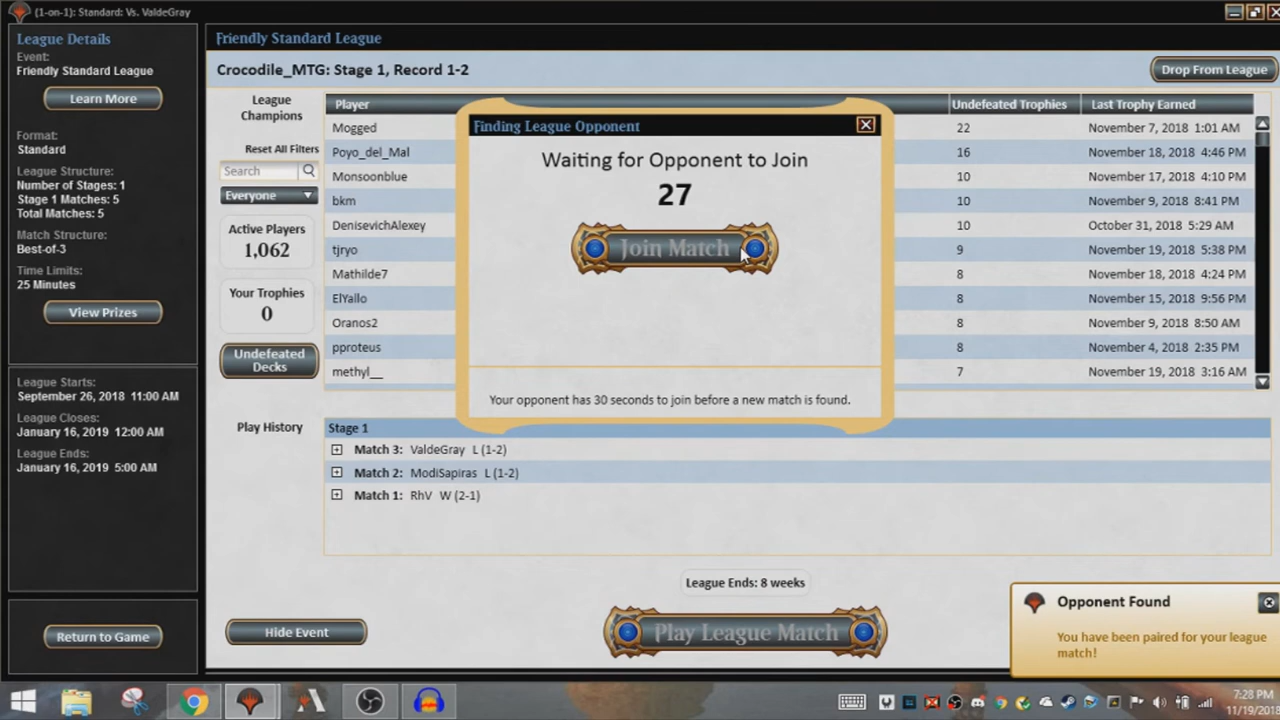 (1-on-1): Standard: Vs. ValdeGray
League Details
Event:
Friendly Standard League
Learn More
Format:
Standard
League Structure:
Number of Stages: 1
Stage 1 Matches: 5
Total Matches: 5
Match Structure:
Best-of-3
Time Limits:
25 Minutes
View Prizes
League Starts:
September 26, 2018 11:00 AM
League Closes:
January 16, 2019 12:00 AM
League Ends:
January 16, 2019 5:00 AM
Return to Game
Friendly Standard League
Crocodile_MTG: Stage 1, Record 1-2
Drop From League
League
Champions
Reset All Filters
Search
Everyone
Active Players
1,062
Your Trophies
0
Undefeated
Decks
Player Undefeated Trophies Last Trophy Earned
Mogged 22 November 7, 2018 1:01 AM
Poyo_del_Mal 16 November 18, 2018 4:46 PM
Monsoonblue 10 November 17, 2018 4:10 PM
bkm 10 November 9, 2018 8:41 PM
DenisevichAlexey 10 October 31, 2018 5:29 AM
tjryo 9 November 19, 2018 5:38 PM
Mathilde7 8 November 18, 2018 4:24 PM
ElYallo 8 November 15, 2018 9:56 PM
Oranos2 8 November 9, 2018 8:50 AM
pproteus 8 November 4, 2018 2:35 PM
methyl__ 7 November 19, 2018 3:16 AM
Finding League Opponent
Waiting for Opponent to Join
27
Join Match
Your opponent has 30 seconds to join before a new match is found.
Play History
Stage 1
Match 3: ValdeGray L (1-2)
Match 2: ModiSapiras L (1-2)
Match 1: RhV W (2-1)
League Ends: 8 weeks
Hide Event
Play League Match
Opponent Found
You have been paired for your league
match!
7:28 PM
11/19/2018